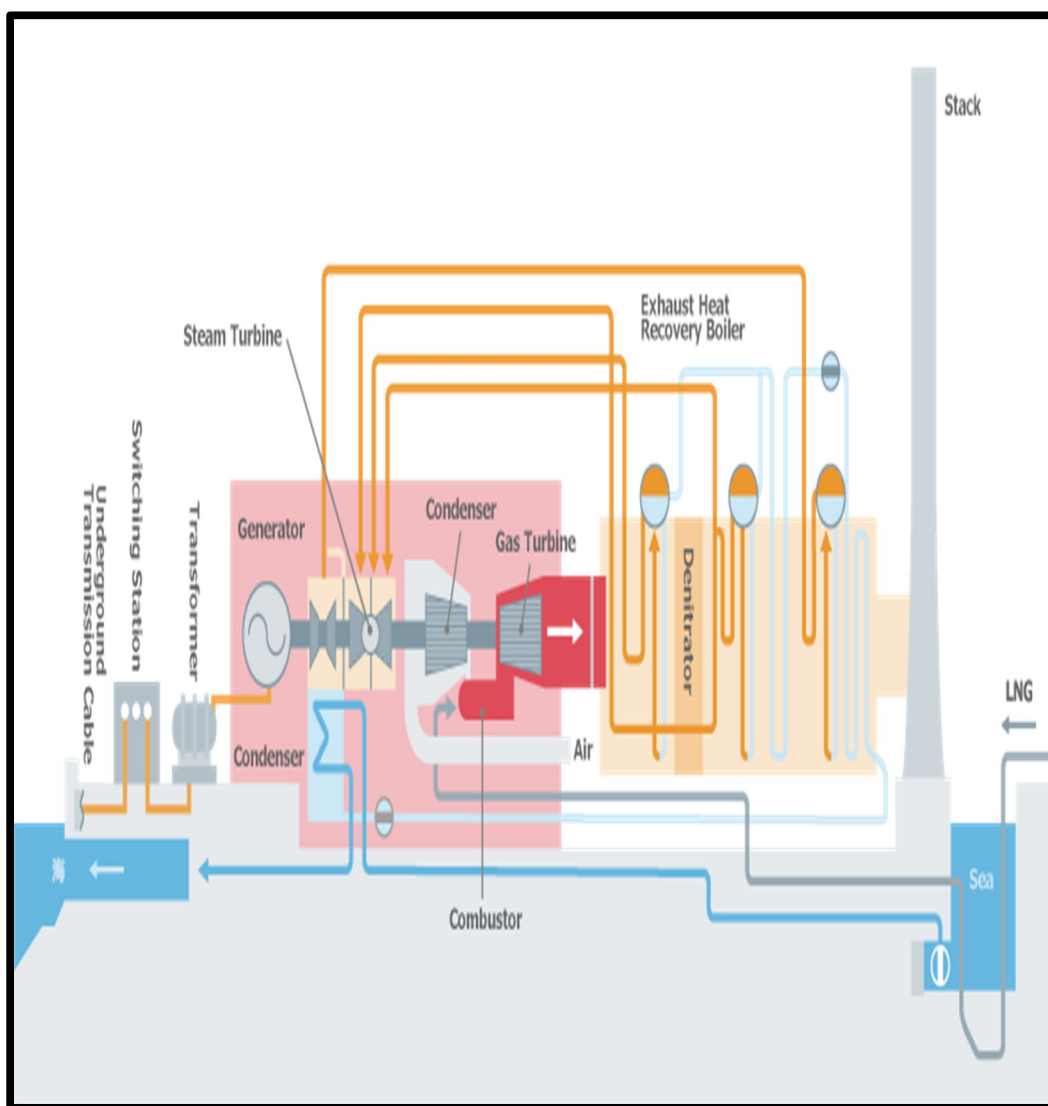 Stack
Exhaust Heat
Recovery Boiler
Steam Turbine
Underground
Transmission Cable
Switching Station
Transformer
Generator
Condenser
Gas Turbine
Denitrator
LNG
Condenser
Air
海
Sea
Combustor